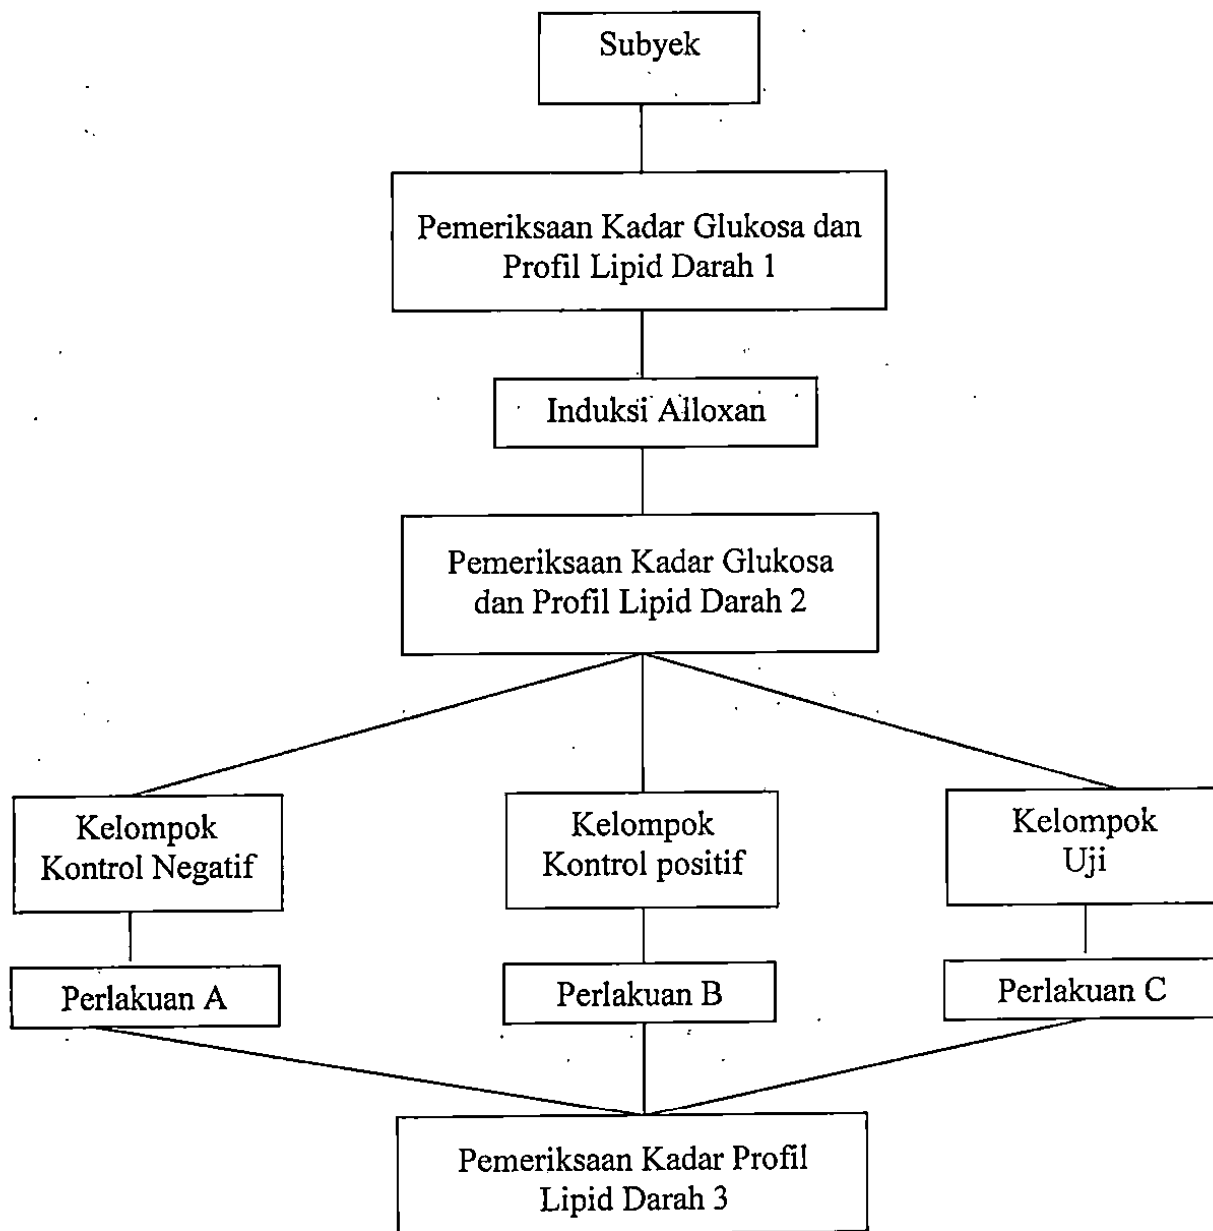 Subyek
Pemeriksaan Kadar Glukosa dan
Profil Lipid Darah 1
Induksi Alloxan
Pemeriksaan Kadar Glukosa
dan Profil Lipid Darah 2
Kelompok
Kontrol Negatif
Kelompok
Kontrol positif
Kelompok
Uji
Perlakuan A
Perlakuan B
Perlakuan C
Pemeriksaan Kadar Profil
Lipid Darah 3